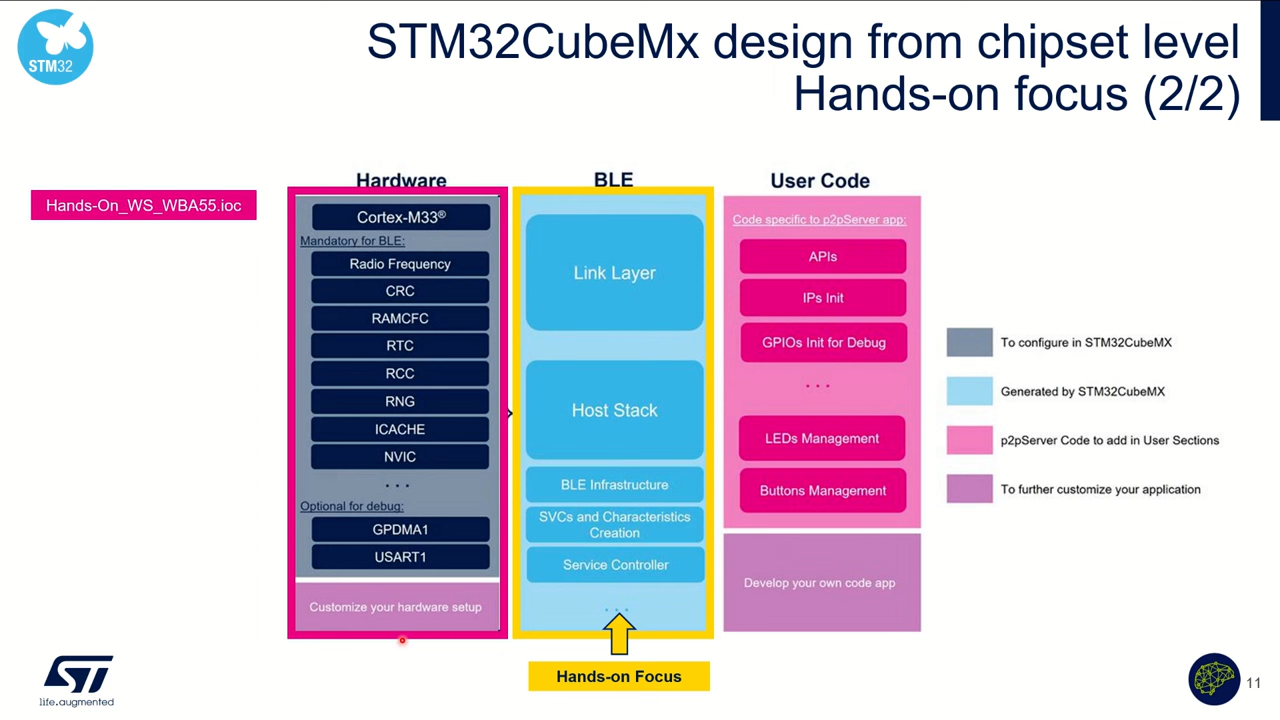 STM32
STM32CubeMx design from chipset level
Hands-on focus (2/2)
Hands-On_WS_WBA55.ioc
Hardware
Cortex-M33®
Mandatory for BLE:
Radio Frequency
CRC
RAMCFC
RTC
RCC
RNG
ICACHE
NVIC
...
Optional for debug:
GPDMA1
USART1
Customize your hardware setup
BLE
Link Layer
Host Stack
BLE Infrastructure
SVCs and Characteristics
Creation
Service Controller
...
Hands-on Focus
User Code
Code specific to p2pServer app:
APIs
IPs Init
GPIOs Init for Debug
...
LEDs Management
Buttons Management
Develop your own code app
To configure in STM32CubeMX
Generated by STM32CubeMX
p2pServer Code to add in User Sections
To further customize your application
ST
life.augmented
11